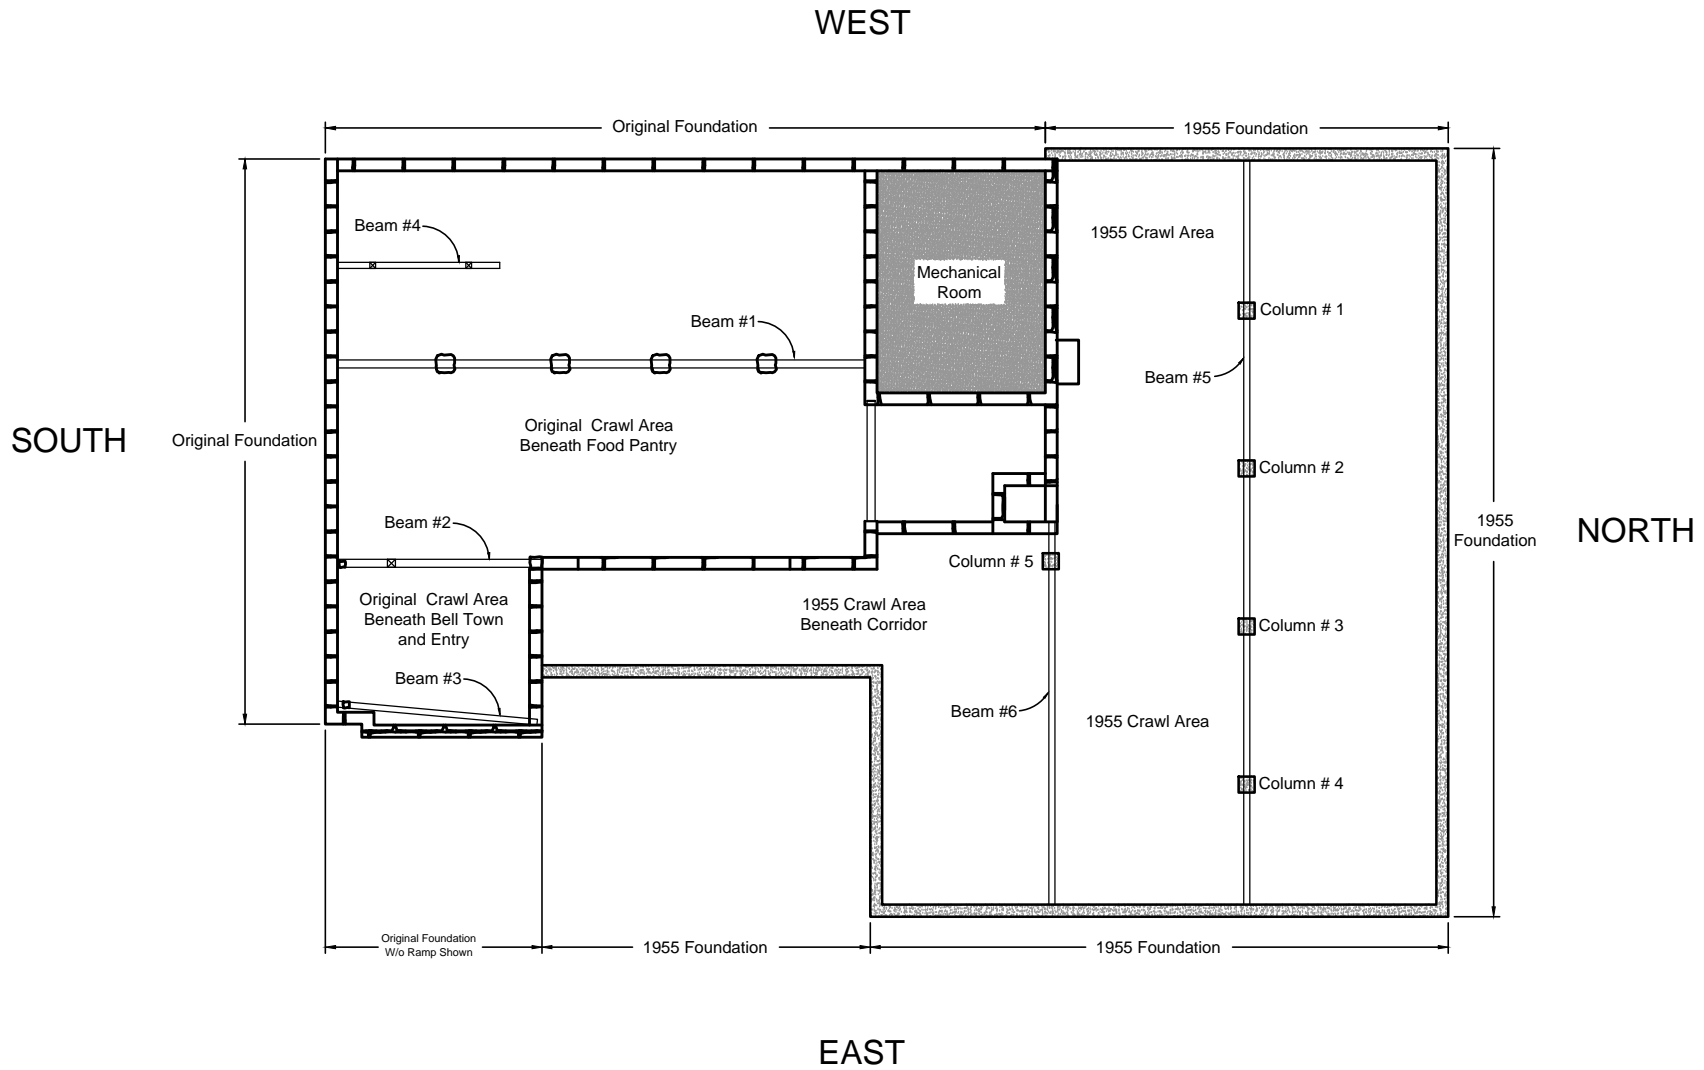 WEST
Original Foundation
1955 Foundation
Beam #4
1955 Crawl Area
Mechanical
Room
Column # 1
Beam #1
Beam #5
SOUTH
Original Foundation
Original Crawl Area
Beneath Food Pantry
Column # 2
Beam #2
1955
Foundation
NORTH
Column # 5
Original Crawl Area
Beneath Bell Town
and Entry
1955 Crawl Area
Beneath Corridor
Column # 3
Beam #3
Beam #6
1955 Crawl Area
Column # 4
Original Foundation
W/o Ramp Shown
1955 Foundation
1955 Foundation
EAST